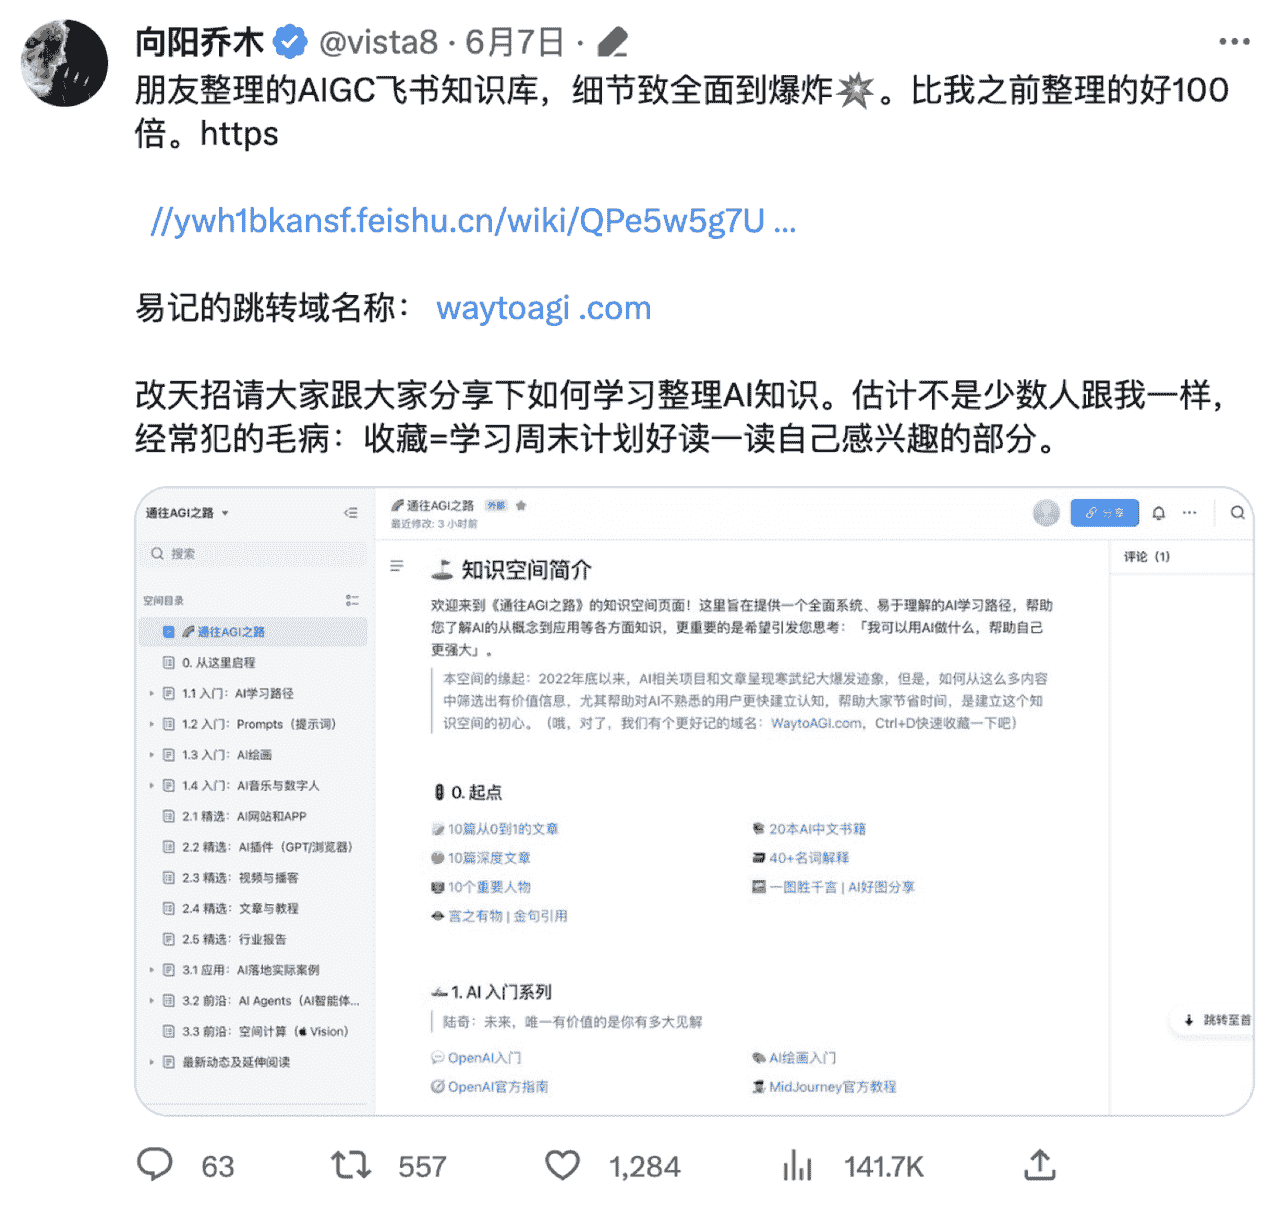 向阳乔木 @vista8 · 6月7日 ·
朋友整理的AIGC飞书知识库，细节致全面到爆炸💥。比我之前整理的好100
倍。https
//ywh1bkansf.feishu.cn/wiki/QPe5w5g7U ...
易记的跳转域名称： waytoagi .com
改天招请大家跟大家分享下如何学习整理AI知识。估计不是少数人跟我一样，
经常犯的毛病：收藏=学习周末计划好读一读自己感兴趣的部分。
通往AGI之路
搜索
空间目录
通往AGI之路
0. 从这里启程
1.1 入门：AI学习路径
1.2 入门：Prompts（提示词）
1.3 入门：AI绘画
1.4 入门：AI音乐与数字人
2.1 精选：AI网站和APP
2.2 精选：AI插件（GPT/浏览器）
2.3 精选：视频与播客
2.4 精选：文章与教程
2.5 精选：行业报告
3.1 应用：AI落地实际案例
3.2 前沿：AI Agents（AI智能体...
3.3 前沿：空间计算（ Vision）
最新动态及延伸阅读
通往AGI之路 外部
最近修改: 3 小时前
分享
评论（1）
知识空间简介
欢迎来到《通往AGI之路》的知识空间页面！这里旨在提供一个全面系统、易于理解的AI学习路径，帮助
您了解AI的从概念到应用等各方面知识，更重要的是希望引发您思考：「我可以用AI做什么，帮助自己
更强大」。
本空间的缘起：2022年底以来，AI相关项目和文章呈现寒武纪大爆发迹象，但是，如何从这么多内容
中筛选出有价值信息，尤其帮助对AI不熟悉的用户更快建立认知，帮助大家节省时间，是建立这个知
识空间的初心。（哦，对了，我们有个更好记的域名：WaytoAGI.com，Ctrl+D快速收藏一下吧）
0. 起点
10篇从0到1的文章
20本AI中文书籍
10篇深度文章
40+名词解释
10个重要人物
一图胜千言 | AI好图分享
言之有物 | 金句引用
1. AI 入门系列
陆奇：未来，唯一有价值的是你有多大见解
OpenAI入门
AI绘画入门
OpenAI官方指南
MidJourney官方教程
跳转至首
63 557 1,284 141.7K